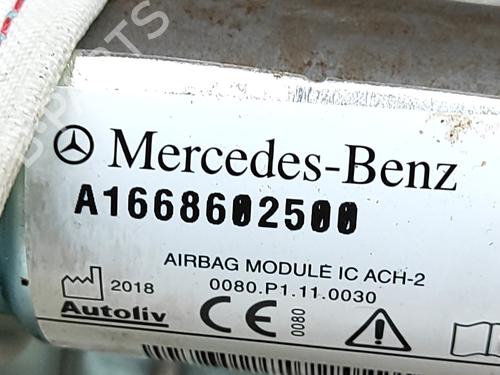 Mercedes-Benz
A1668602500
AIRBAG MODULE IC ACH-2
2018
0080.P1.11.0030
Autoliv
CE
0080